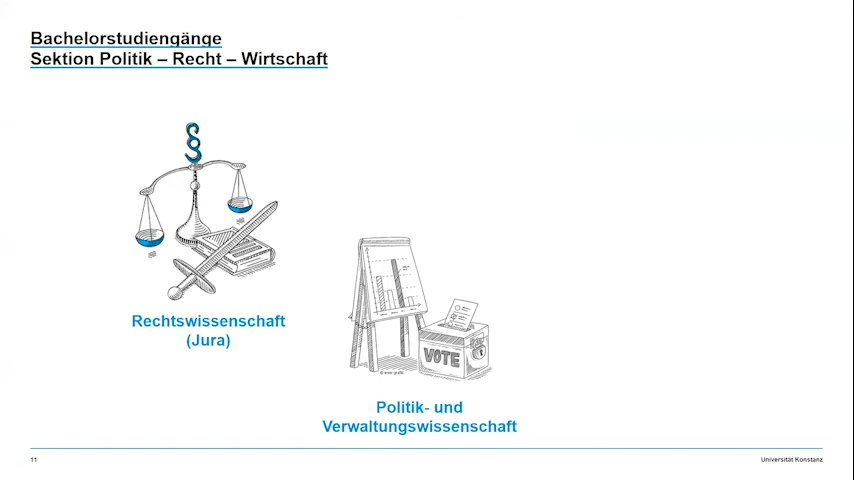 Bachelorstudiengänge
Sektion Politik – Recht – Wirtschaft
§
Rechtswissenschaft
(Jura)
VOTE
Politik- und
Verwaltungswissenschaft
11
Universität Konstanz